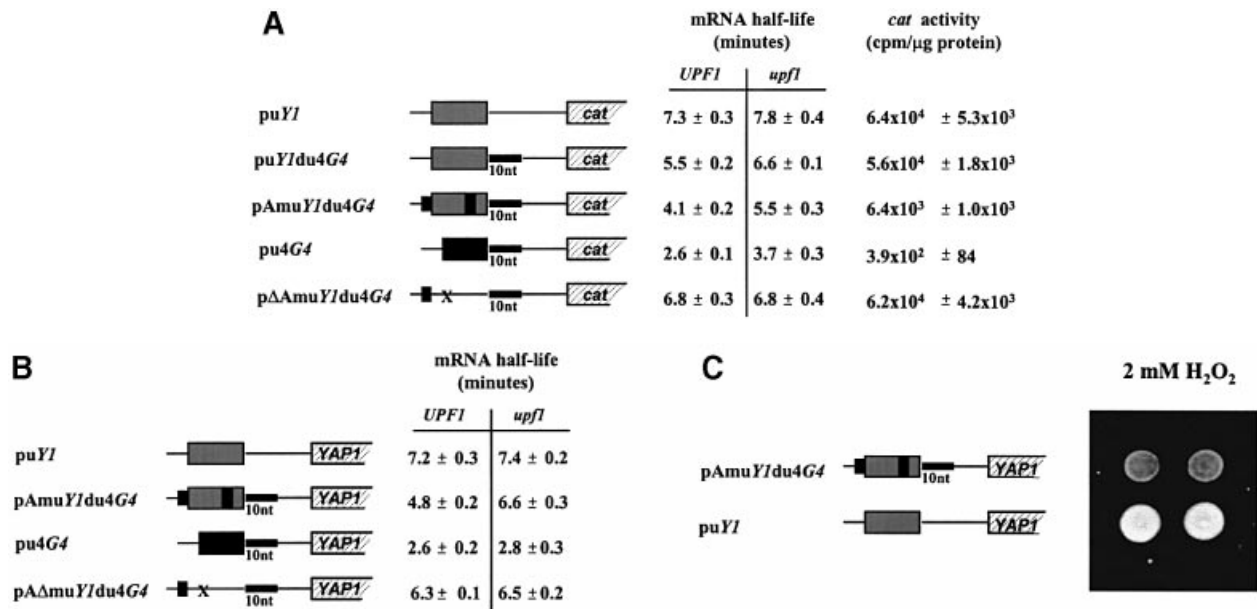 A
mRNA half-life
(minutes)
cat activity
(cpm/µg protein)
UPF1 upf1
puY1 cat 7.3 ± 0.3 7.8 ± 0.4 6.4x10⁴ ± 5.3x10³
puY1du4G4 10nt cat 5.5 ± 0.2 6.6 ± 0.1 5.6x10⁴ ± 1.8x10³
pAmuY1du4G4 10nt cat 4.1 ± 0.2 5.5 ± 0.3 6.4x10³ ± 1.0x10³
pu4G4 10nt cat 2.6 ± 0.1 3.7 ± 0.3 3.9x10² ± 84
pΔAmuY1du4G4 X 10nt cat 6.8 ± 0.3 6.8 ± 0.4 6.2x10⁴ ± 4.2x10³
B
mRNA half-life
(minutes)
UPF1 upf1
puY1 YAP1 7.2 ± 0.3 7.4 ± 0.2
pAmuY1du4G4 10nt YAP1 4.8 ± 0.2 6.6 ± 0.3
pu4G4 10nt YAP1 2.6 ± 0.2 2.8 ±0.3
pAΔmuY1du4G4 X 10nt YAP1 6.3 ± 0.1 6.5 ±0.2
C
2 mM H₂O₂
pAmuY1du4G4 10nt YAP1
puY1 YAP1